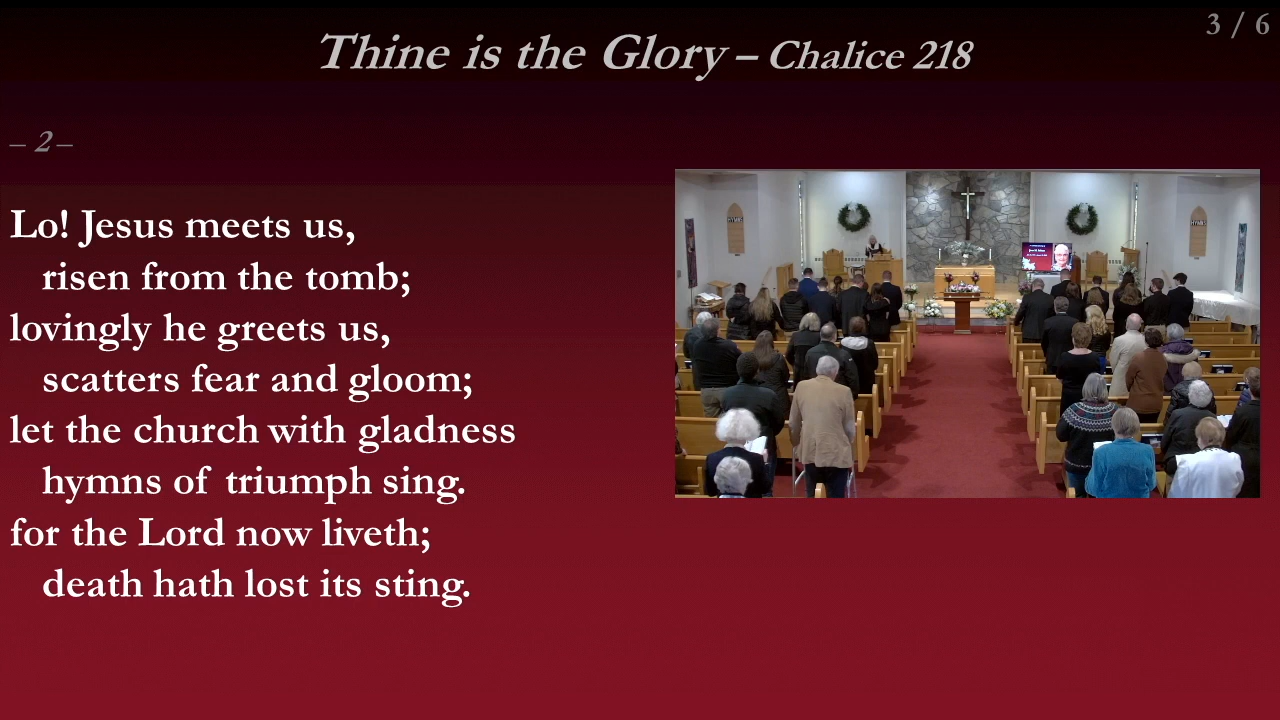 Thine is the Glory – Chalice 218
3 / 6
– 2 –
Lo! Jesus meets us,
risen from the tomb;
lovingly he greets us,
scatters fear and gloom;
let the church with gladness
hymns of triumph sing.
for the Lord now liveth;
death hath lost its sting.
HYMNS
HYMNS